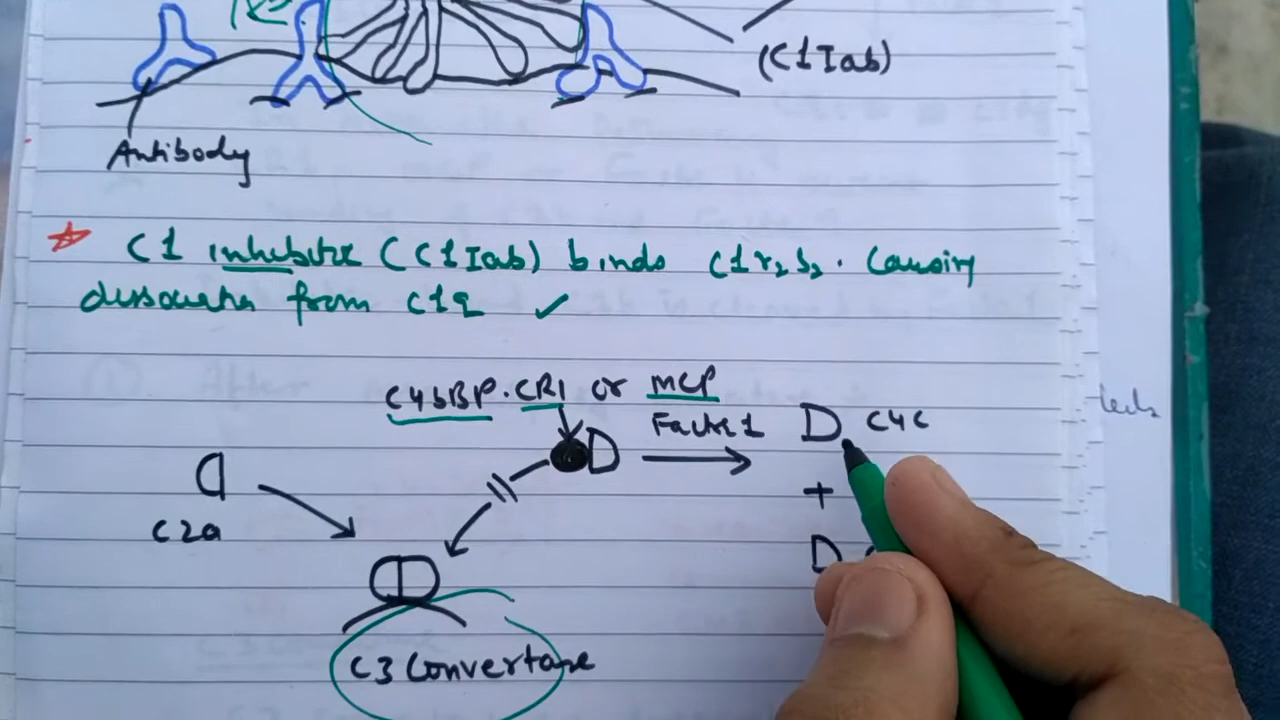 (C1Iab)
Antibody
C1 inhibitor (C1Iab) binds C1r2s2. Causing
from C1q ✓
C4bBP. CR1 or MCP
Factor 1
D C4c
+
D
C2a
C3 Convertase